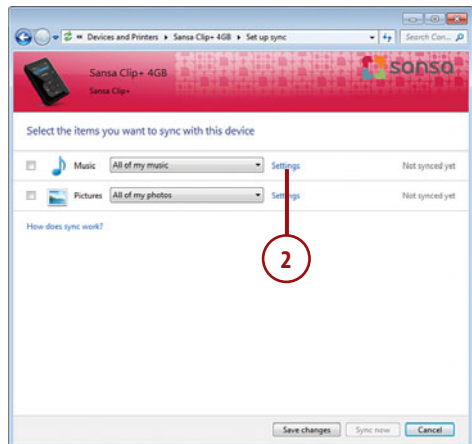 « Devices and Printers ▸ Sansa Clip+ 4GB ▸ Set up sync
Search Con...
Sansa Clip+ 4GB
Sansa Clip+
sansa
Select the items you want to sync with this device
Music All of my music Settings Not synced yet
Pictures All of my photos Settings Not synced yet
How does sync work?
2
Save changes Sync now Cancel